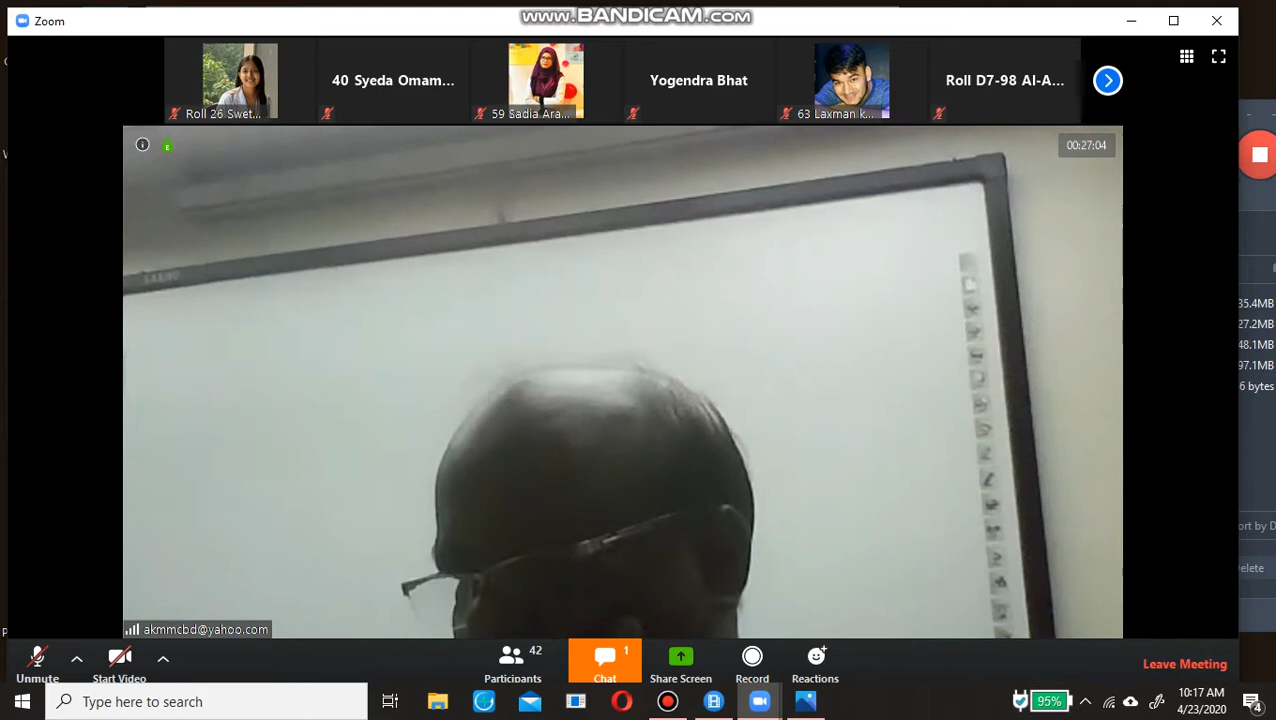 Zoom
www.BANDICAM.com
40 Syeda Omam...
Yogendra Bhat
Roll D7-98 Al-A...
Roll 26 Swet...
59 Sadia Ara...
63 Laxman k...
E
00:27:04
35.4MB
27.2MB
48.1MB
97.1MB
6 bytes
ort by D
elete
akmmcbd@yahoo.com
42
1
Unmute
Start Video
Participants
Chat
Share Screen
Record
Reactions
Leave Meeting
Type here to search
95%
10:17 AM
4/23/2020
4